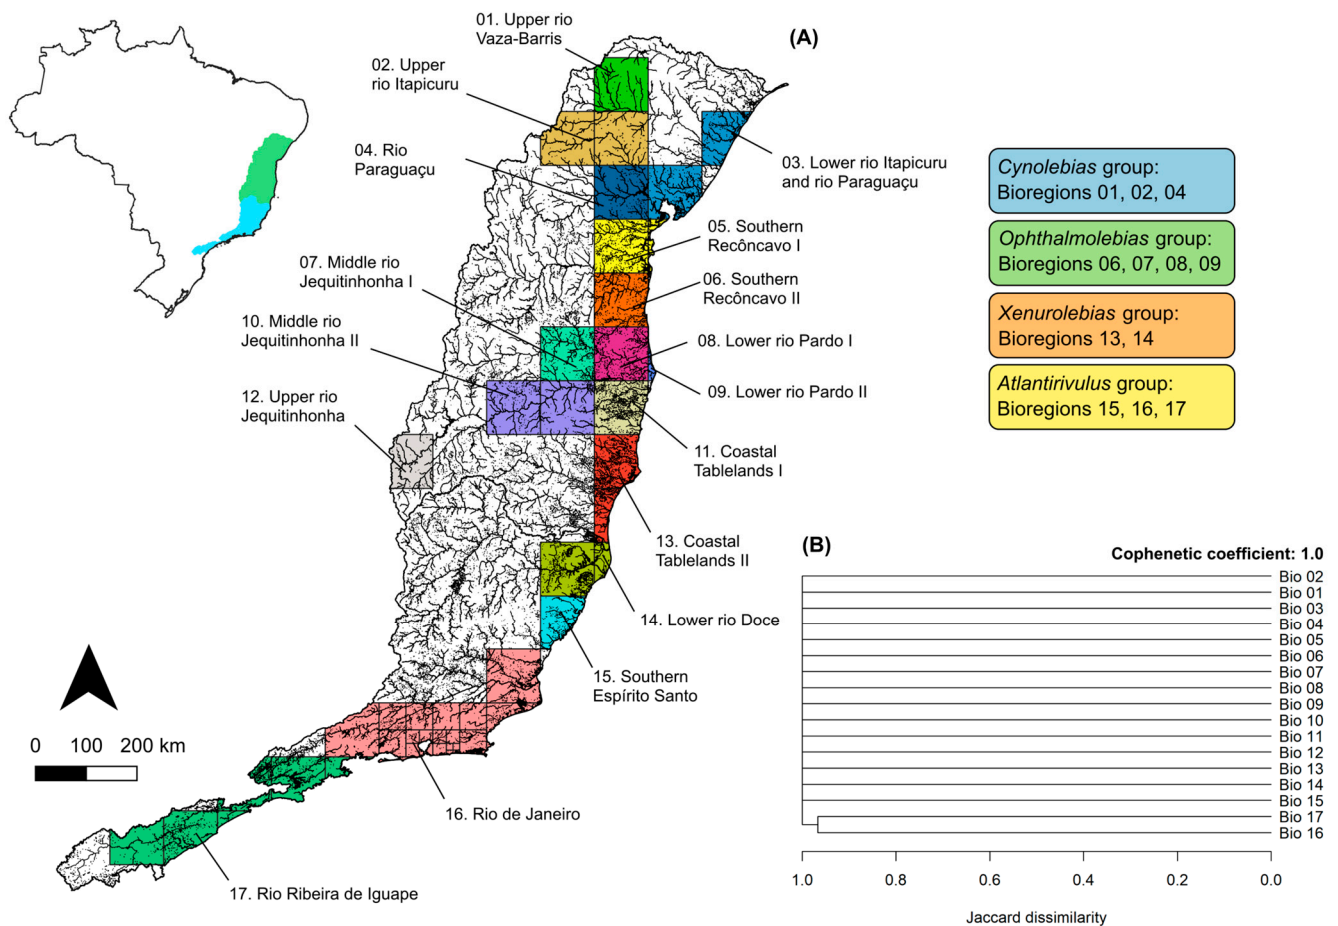 01. Upper rio
Vaza-Barris
(A)
02. Upper
rio Itapicuru
04. Rio
Paraguaçu
03. Lower rio Itapicuru
and rio Paraguaçu
05. Southern
Recôncavo I
07. Middle rio
Jequitinhonha I
06. Southern
Recôncavo II
10. Middle rio
Jequitinhonha II
08. Lower rio Pardo I
09. Lower rio Pardo II
12. Upper rio
Jequitinhonha
11. Coastal
Tablelands I
13. Coastal
Tablelands II
14. Lower rio Doce
15. Southern
Espírito Santo
16. Rio de Janeiro
17. Rio Ribeira de Iguape
0 100 200 km
Cynolebias group:
Bioregions 01, 02, 04
Ophthalmolebias group:
Bioregions 06, 07, 08, 09
Xenurolebias group:
Bioregions 13, 14
Atlantirivulus group:
Bioregions 15, 16, 17
(B)
Cophenetic coefficient: 1.0
Bio 02
Bio 01
Bio 03
Bio 04
Bio 05
Bio 06
Bio 07
Bio 08
Bio 09
Bio 10
Bio 11
Bio 12
Bio 13
Bio 14
Bio 15
Bio 17
Bio 16
1.0 0.8 0.6 0.4 0.2 0.0
Jaccard dissimilarity